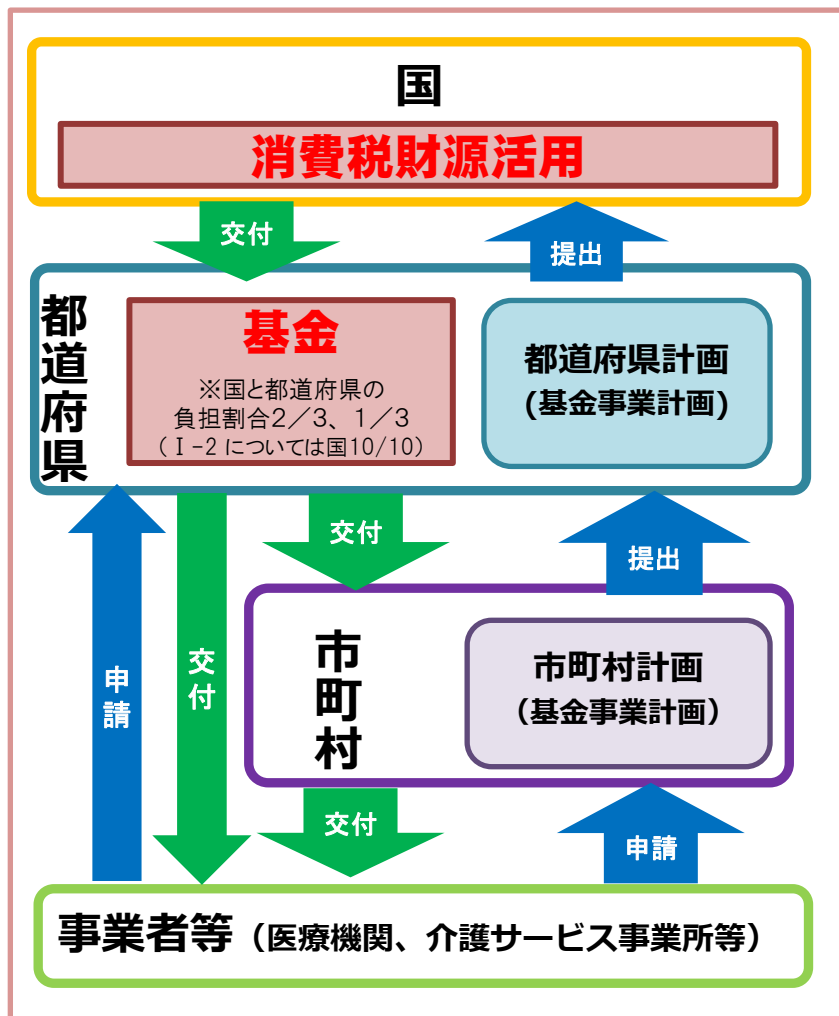 国
消費税財源活用
交付
提出
都道府県
基金
※国と都道府県の
負担割合2／3、1／3
（Ⅰ-2 については国10/10）
都道府県計画
(基金事業計画)
交付
提出
申請
交付
市町村
市町村計画
（基金事業計画）
交付
申請
事業者等（医療機関、介護サービス事業所等）